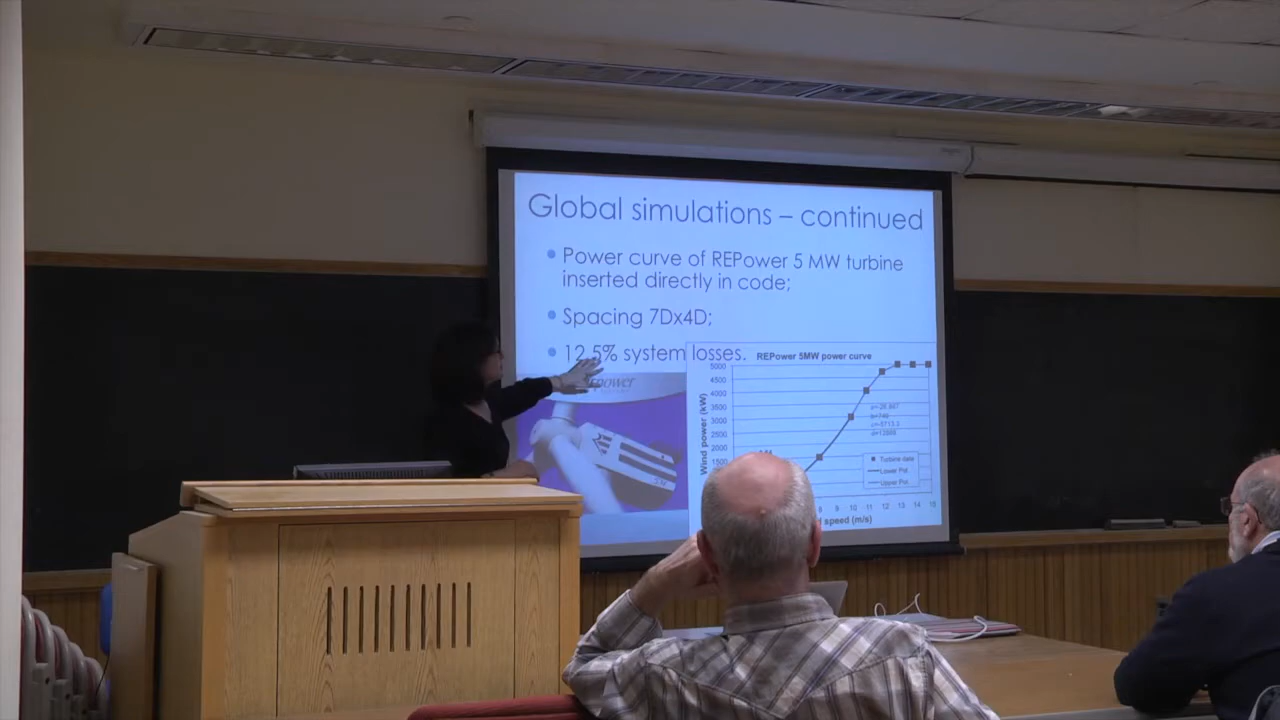 Global simulations – continued
• Power curve of REPower 5 MW turbine
inserted directly in code;
• Spacing 7Dx4D;
• 12.5% system losses.
REPower 5MW power curve
power
5000
4500
4000
3500
3000
2500
2000
1500
Wind power (kW)
Turbine data
Lower Pol.
Upper Pol.
8 9 10 11 12 13 14 15
speed (m/s)